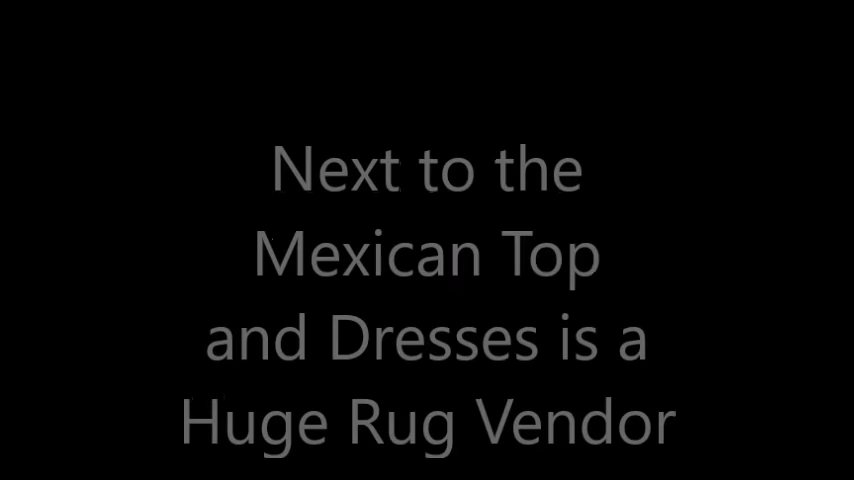 Next to the
Mexican Top
and Dresses is a
Huge Rug Vendor